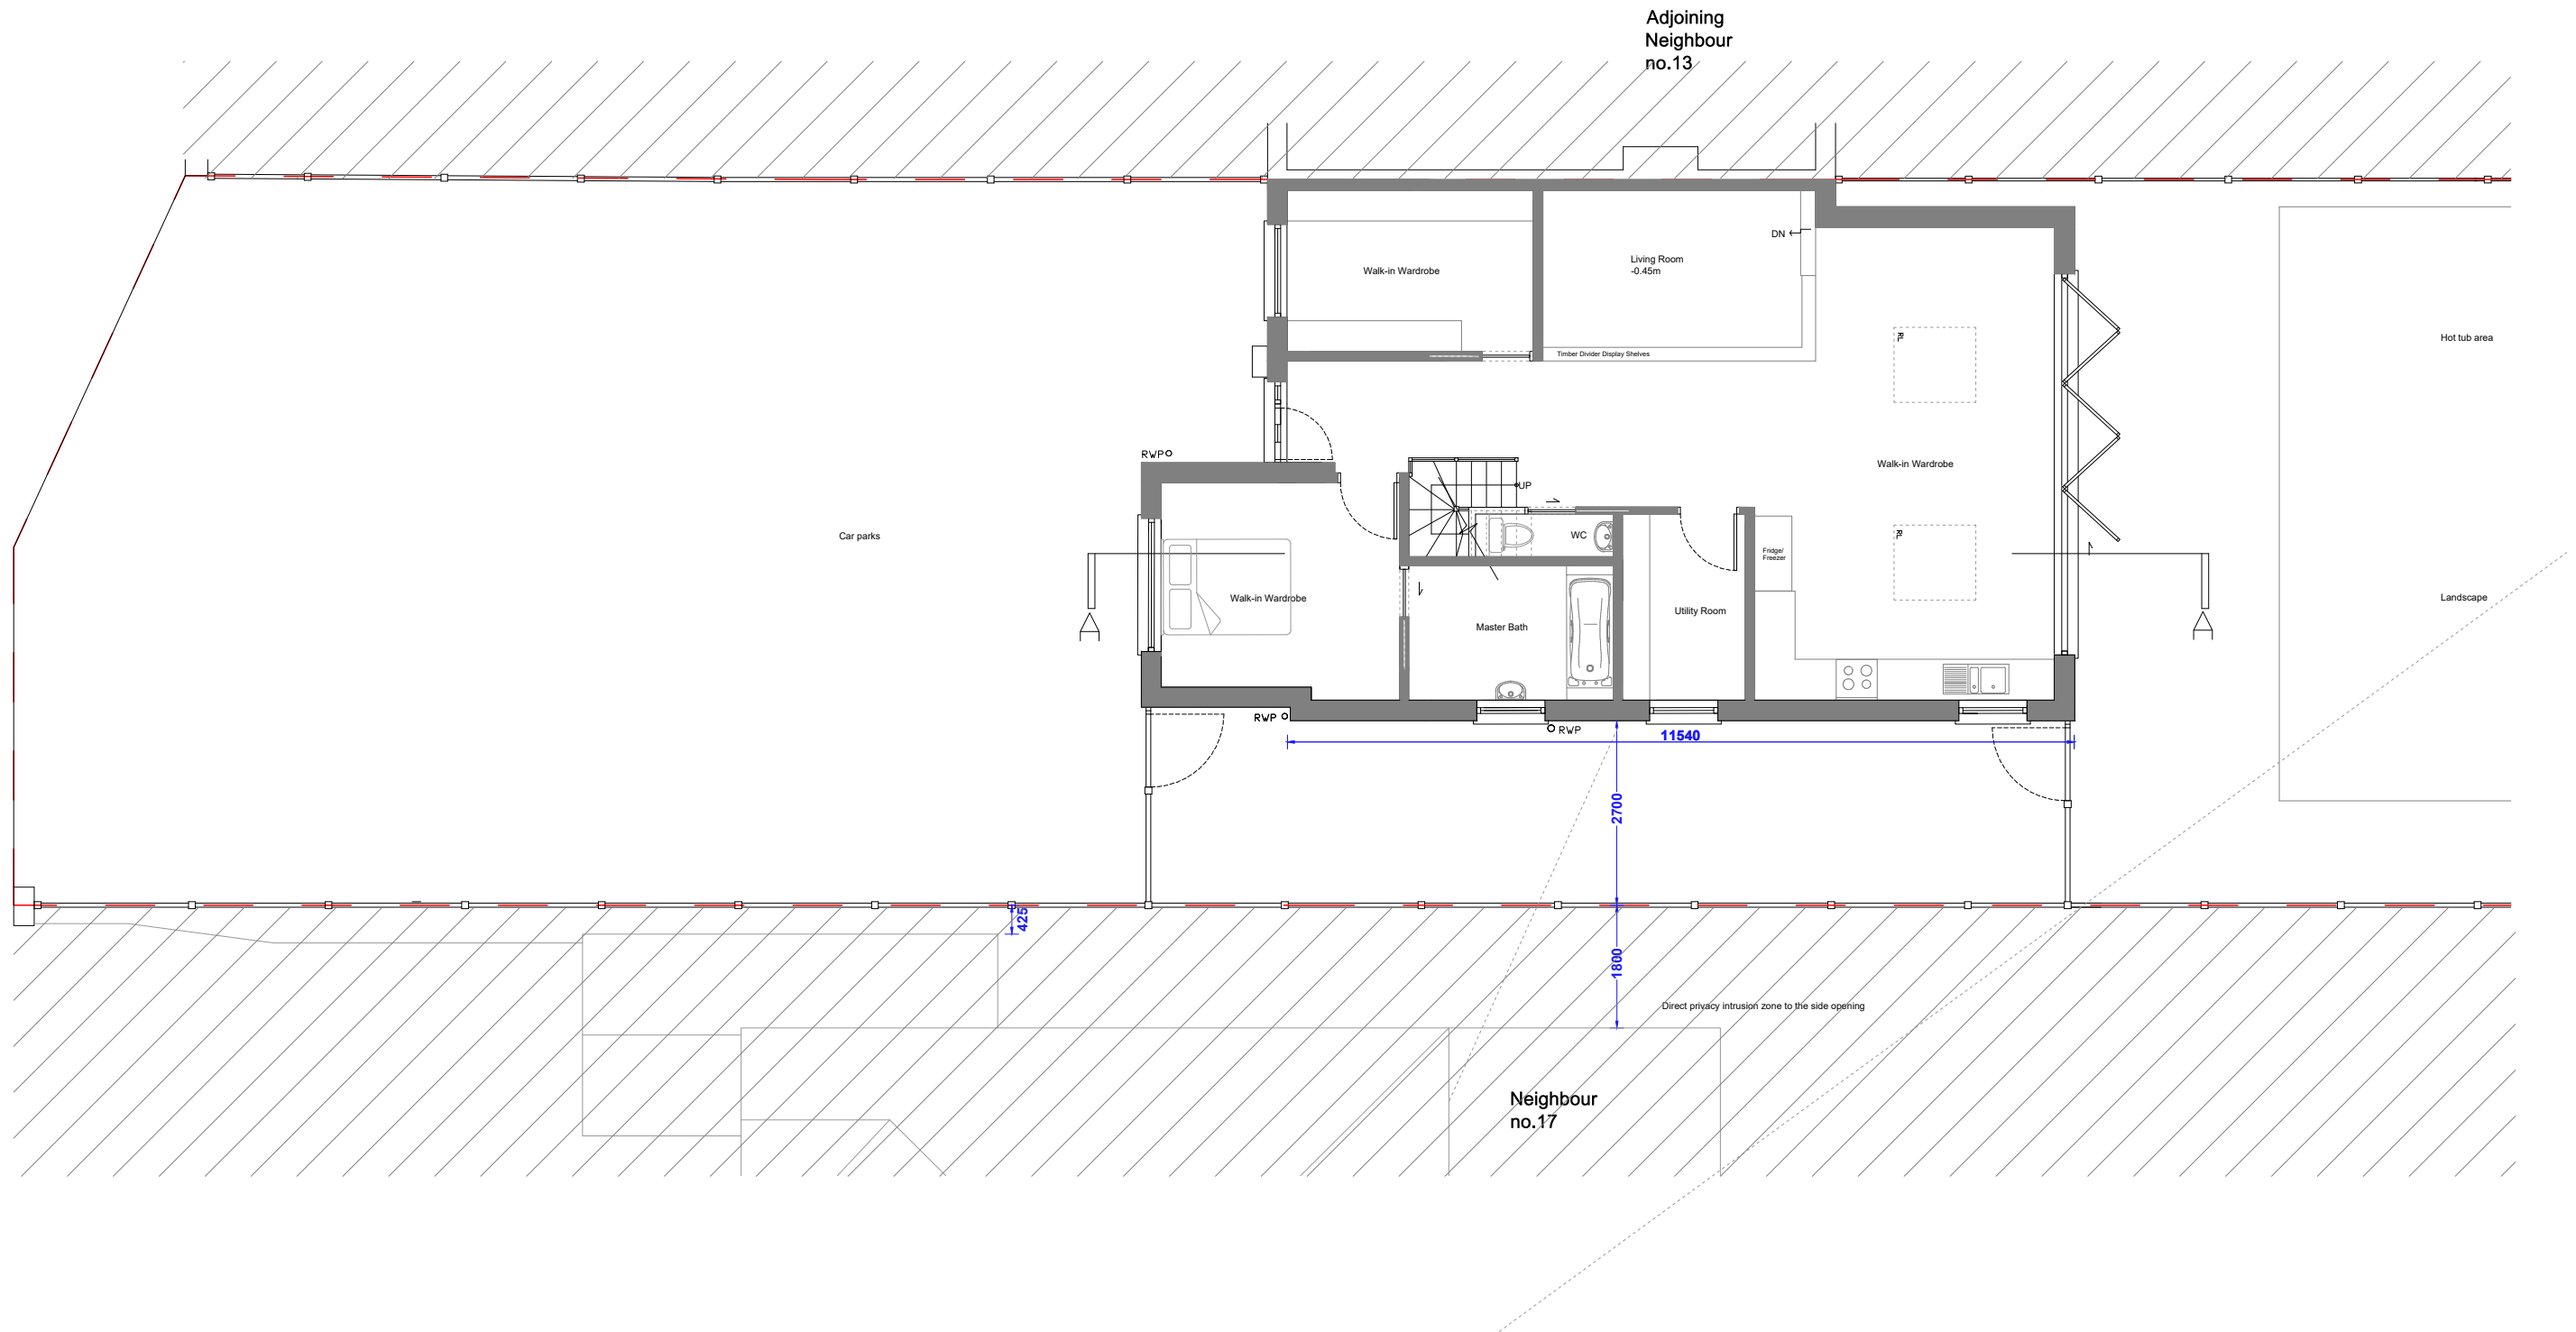 Adjoining
Neighbour
no.13
DN
Living Room
-0.45m
Walk-in Wardrobe
RL
Hot tub area
Timber Divider Display Shelves
RWP
Walk-in Wardrobe
UP
RL
WC
Car parks
Fridge/
Freezer
Walk-in Wardrobe
Landscape
Utility Room
Master Bath
RWP
RWP
11540
2700
425
1800
Direct privacy intrusion zone to the side opening
Neighbour
no.17